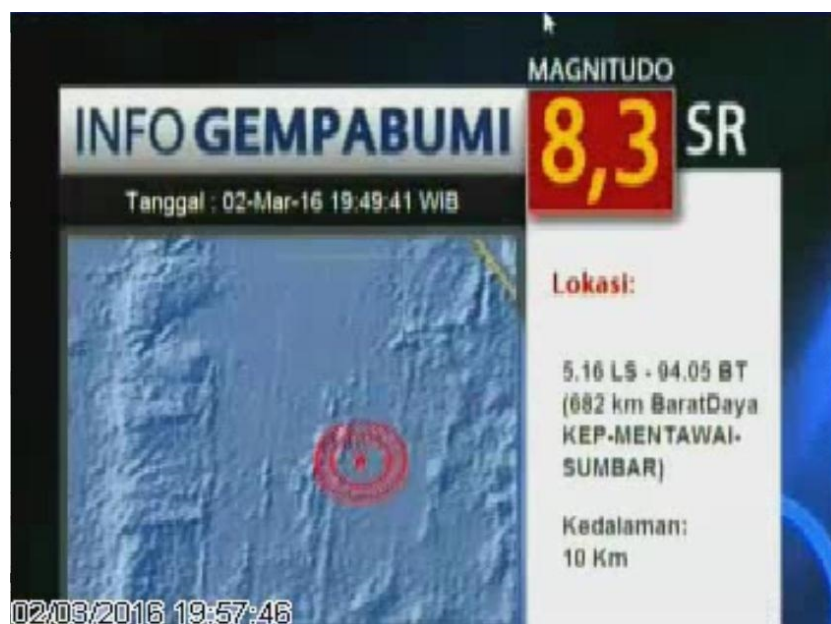 MAGNITUDO
INFO GEMPABUMI 8,3 SR
Tanggal : 02-Mar-16 19:49:41 WIB
Lokasi:
5.16 LS - 94.05 BT
(682 km BaratDaya
KEP-MENTAWAI-
SUMBAR)
Kedalaman:
10 Km
02/03/2016 19:57:46